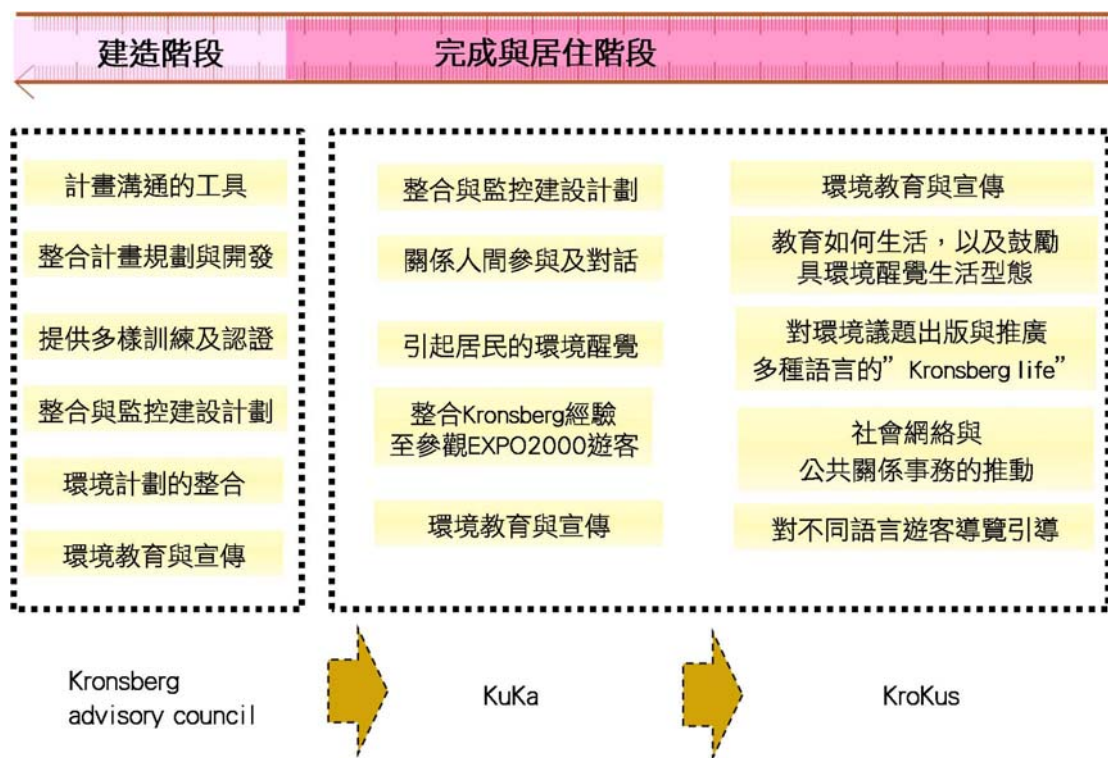 建造階段
完成與居住階段
計畫溝通的工具
整合計畫規劃與開發
提供多樣訓練及認證
整合與監控建設計劃
環境計劃的整合
環境教育與宣傳
整合與監控建設計劃
關係人間參與及對話
引起居民的環境醒覺
整合Kronsberg經驗
至參觀EXPO2000遊客
環境教育與宣傳
環境教育與宣傳
教育如何生活，以及鼓勵
具環境醒覺生活型態
對環境議題出版與推廣
多種語言的”Kronsberg life”
社會網絡與
公共關係事務的推動
對不同語言遊客導覽引導
Kronsberg
advisory council
KuKa
KroKus